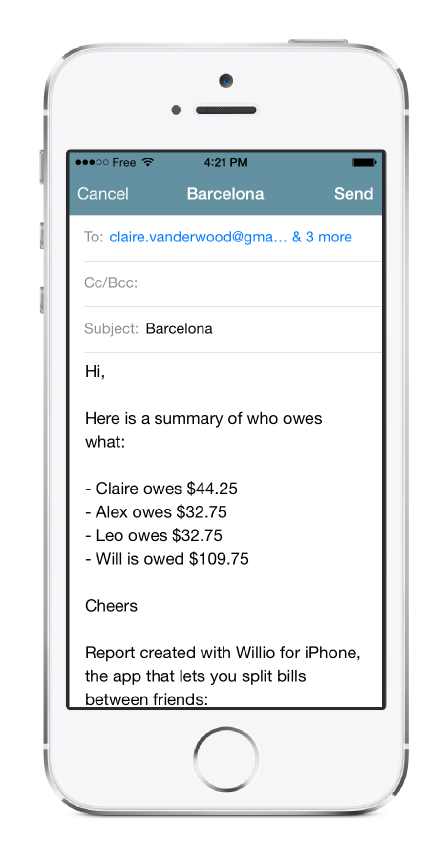 Free 4:21 PM
Cancel Barcelona Send
To: claire.vanderwood@gma... & 3 more
Cc/Bcc:
Subject: Barcelona
Hi,
Here is a summary of who owes
what:
- Claire owes $44.25
- Alex owes $32.75
- Leo owes $32.75
- Will is owed $109.75
Cheers
Report created with Willio for iPhone,
the app that lets you split bills
between friends: